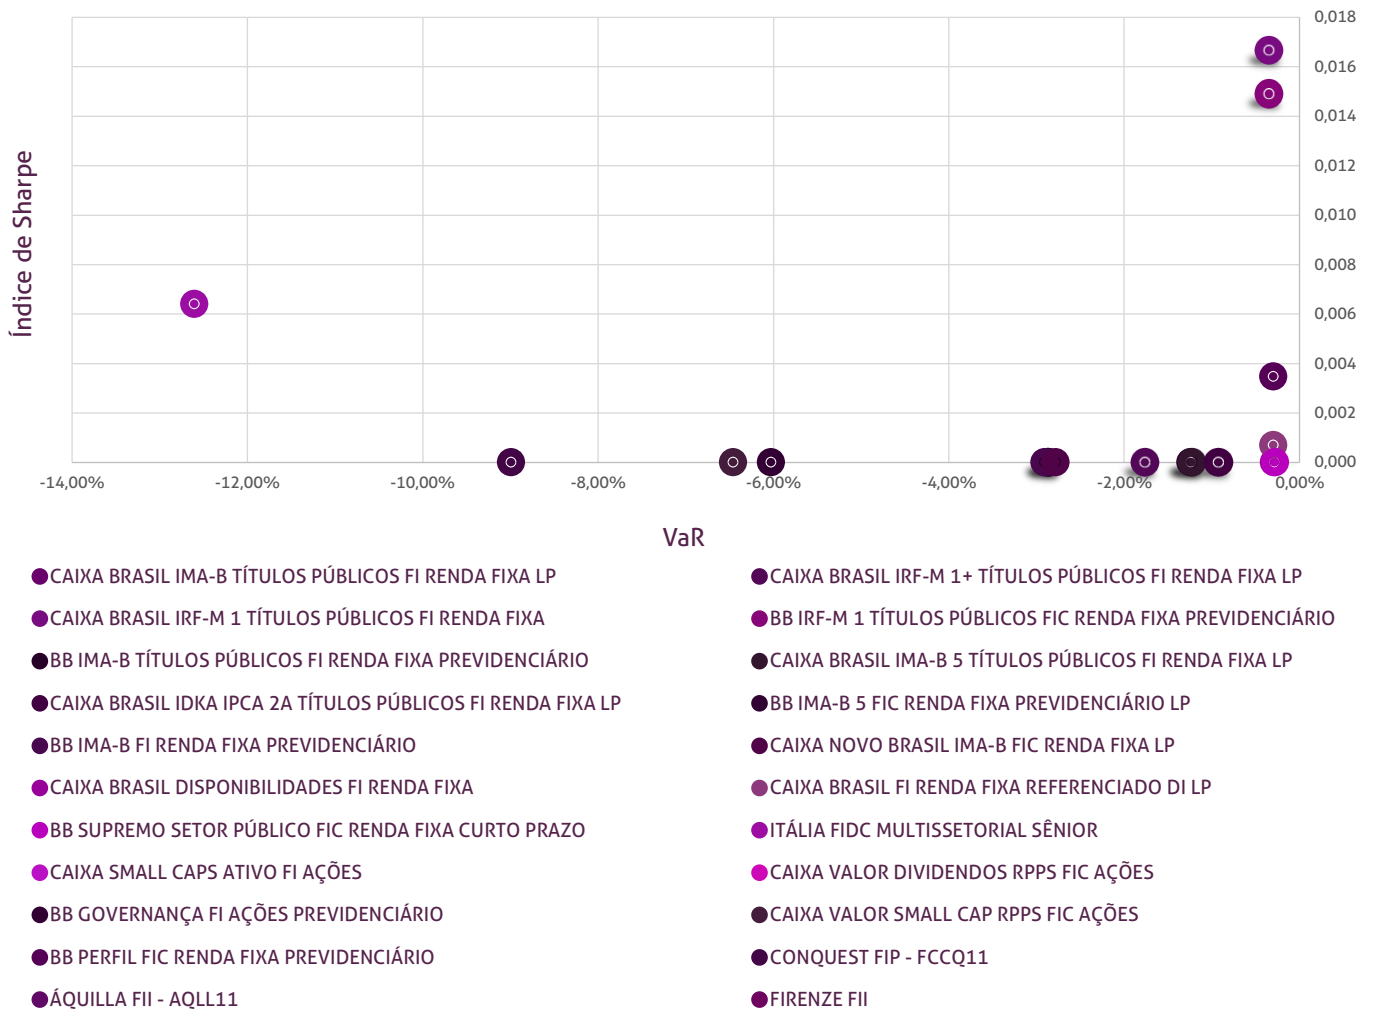 0,018
0,016
0,014
0,012
0,010
0,008
0,006
0,004
0,002
0,000
Índice de Sharpe
-14,00% -12,00% -10,00% -8,00% -6,00% -4,00% -2,00% 0,00%
VaR
CAIXA BRASIL IMA-B TÍTULOS PÚBLICOS FI RENDA FIXA LP
CAIXA BRASIL IRF-M 1+ TÍTULOS PÚBLICOS FI RENDA FIXA LP
CAIXA BRASIL IRF-M 1 TÍTULOS PÚBLICOS FI RENDA FIXA
BB IRF-M 1 TÍTULOS PÚBLICOS FIC RENDA FIXA PREVIDENCIÁRIO
BB IMA-B TÍTULOS PÚBLICOS FI RENDA FIXA PREVIDENCIÁRIO
CAIXA BRASIL IMA-B 5 TÍTULOS PÚBLICOS FI RENDA FIXA LP
CAIXA BRASIL IDKA IPCA 2A TÍTULOS PÚBLICOS FI RENDA FIXA LP
BB IMA-B 5 FIC RENDA FIXA PREVIDENCIÁRIO LP
BB IMA-B FI RENDA FIXA PREVIDENCIÁRIO
CAIXA NOVO BRASIL IMA-B FIC RENDA FIXA LP
CAIXA BRASIL DISPONIBILIDADES FI RENDA FIXA
CAIXA BRASIL FI RENDA FIXA REFERENCIADO DI LP
BB SUPREMO SETOR PÚBLICO FIC RENDA FIXA CURTO PRAZO
ITÁLIA FIDC MULTISSETORIAL SÊNIOR
CAIXA SMALL CAPS ATIVO FI AÇÕES
CAIXA VALOR DIVIDENDOS RPPS FIC AÇÕES
BB GOVERNANÇA FI AÇÕES PREVIDENCIÁRIO
CAIXA VALOR SMALL CAP RPPS FIC AÇÕES
BB PERFIL FIC RENDA FIXA PREVIDENCIÁRIO
CONQUEST FIP - FCCQ11
ÁQUILLA FII - AQLL11
FIRENZE FII